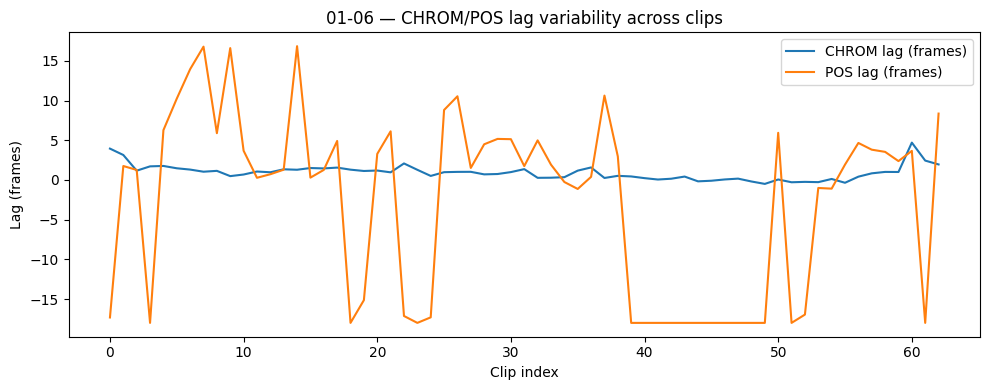 01-06 — CHROM/POS lag variability across clips
CHROM lag (frames)
POS lag (frames)
Lag (frames)
15
10
5
0
−5
−10
−15
0
10
20
30
40
50
60
Clip index